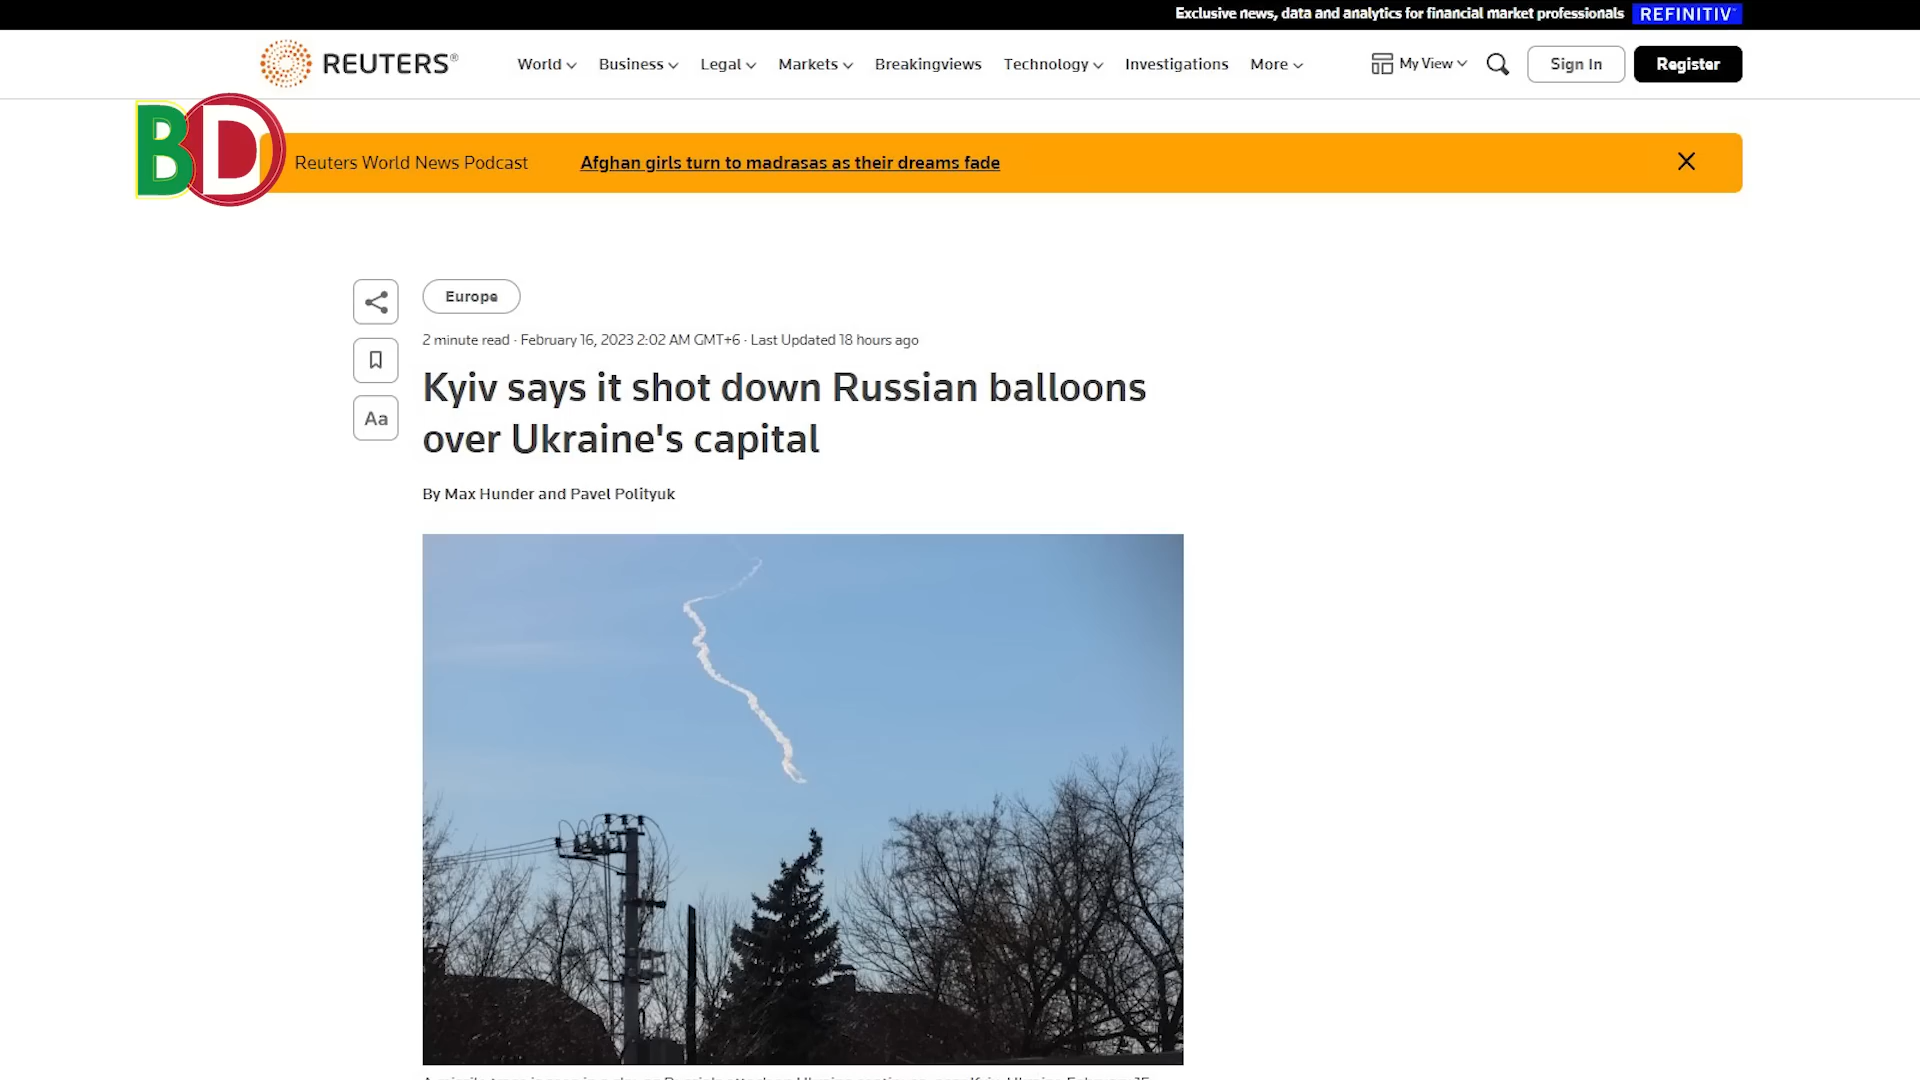 Exclusive news, data and analytics for financial market professionals REFINITIV
REUTERS® World Business Legal Markets Breakingviews Technology Investigations More My View Sign In Register
BD
Reuters World News Podcast Afghan girls turn to madrasas as their dreams fade
Europe
2 minute read · February 16, 2023 2:02 AM GMT+6 · Last Updated 18 hours ago
Kyiv says it shot down Russian balloons
over Ukraine's capital
Aa
By Max Hunder and Pavel Polityuk